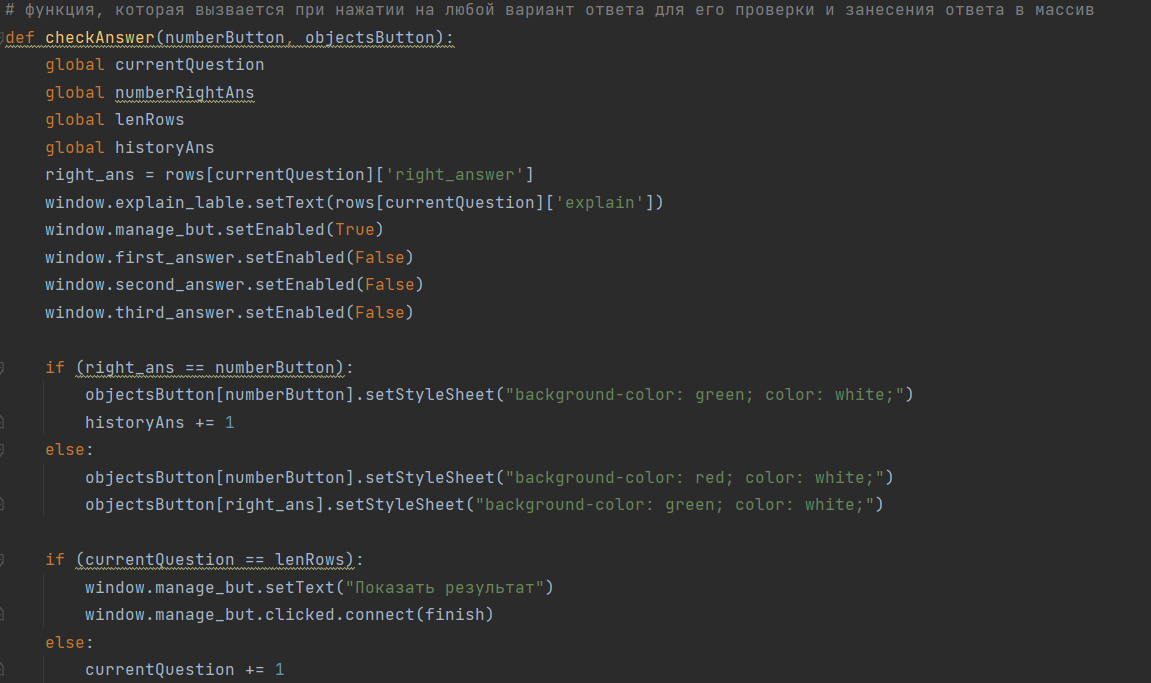 # функция, которая вызвается при нажатии на любой вариант ответа для его проверки и занесения ответа в массив
def checkAnswer(numberButton, objectsButton):
    global currentQuestion
    global numberRightAns
    global lenRows
    global historyAns
    right_ans = rows[currentQuestion]['right_answer']
    window.explain_lable.setText(rows[currentQuestion]['explain'])
    window.manage_but.setEnabled(True)
    window.first_answer.setEnabled(False)
    window.second_answer.setEnabled(False)
    window.third_answer.setEnabled(False)
    if (right_ans == numberButton):
        objectsButton[numberButton].setStyleSheet("background-color: green; color: white;")
        historyAns += 1
    else:
        objectsButton[numberButton].setStyleSheet("background-color: red; color: white;")
        objectsButton[right_ans].setStyleSheet("background-color: green; color: white;")
    if (currentQuestion == lenRows):
        window.manage_but.setText("Показать результат")
        window.manage_but.clicked.connect(finish)
    else:
        currentQuestion += 1